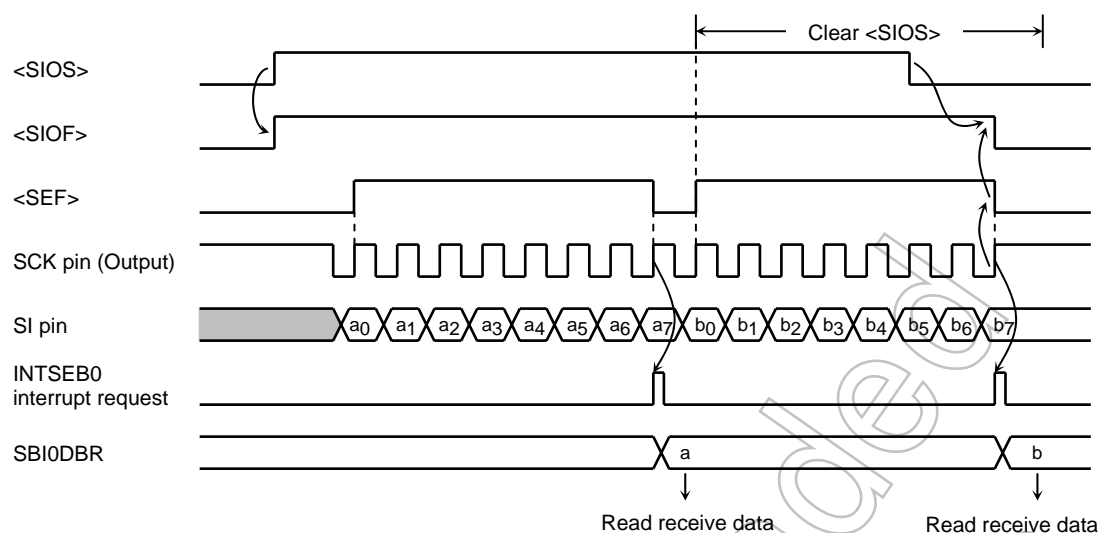 Clear <SIOS>
<SIOS>
<SIOF>
<SEF>
SCK pin (Output)
SI pin
a0 a1 a2 a3 a4 a5 a6 a7 b0 b1 b2 b3 b4 b5 b6 b7
INTSEB0
interrupt request
SBI0DBR
a b
Read receive data Read receive data
ded